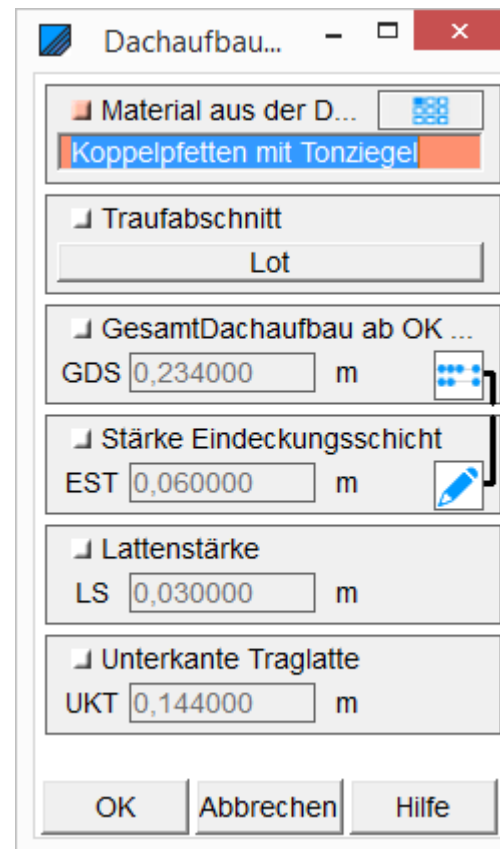 Dachaufbau...
Material aus der D...
Koppelpfetten mit Tonziegel
Traufabschnitt
Lot
GesamtDachaufbau ab OK ...
GDS 0,234000 m
Stärke Eindeckungsschicht
EST 0,060000 m
Lattenstärke
LS 0,030000 m
Unterkante Traglatte
UKT 0,144000 m
OK Abbrechen Hilfe